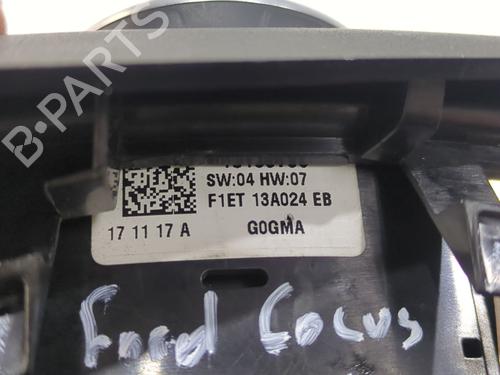 B-PARTS
SW:04 HW:07
F1ET 13A024 EB
17 11 17 A G0GMA
Ford Focus